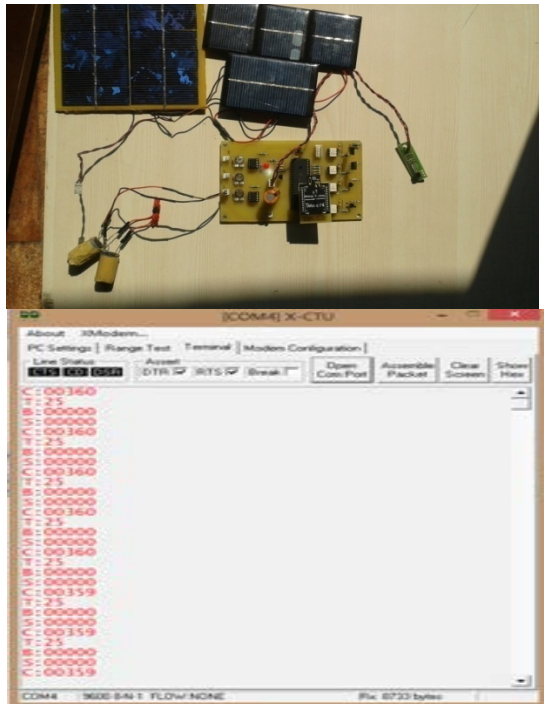 [COM4] X-CTU
About XModem...
PC Settings | Range Test Terminal | Modem Configuration |
Line Status Assert
CTS CD DSR DTR RTS Break Open Com Port Assemble Packet Clear Screen Show Hex
C:00360
T:25
B:00000
S:00000
C:00360
T:25
B:00000
S:00000
C:00360
T:25
B:00000
S:00000
C:00360
T:25
B:00000
S:00000
C:00360
T:25
B:00000
S:00000
C:00359
T:25
B:00000
S:00000
C:00359
T:25
B:00000
S:00000
C:00359
COM4 9600 8-N-1 FLOW:NONE Rx: 8733 bytes